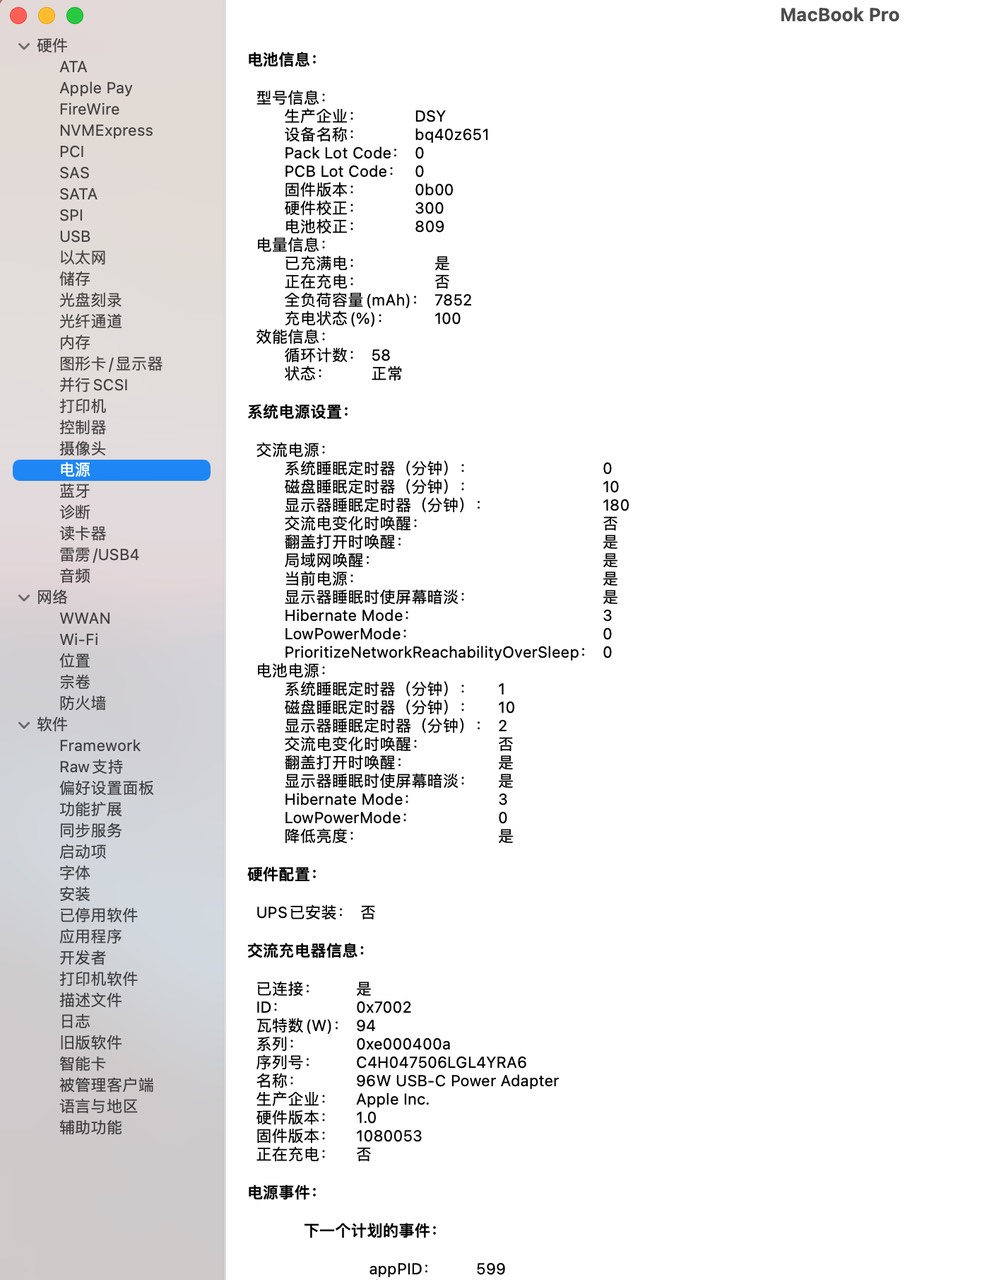 MacBook Pro
硬件
ATA
Apple Pay
FireWire
NVMExpress
PCI
SAS
SATA
SPI
USB
以太网
储存
光盘刻录
光纤通道
内存
图形卡/显示器
并行SCSI
打印机
控制器
摄像头
电源
蓝牙
诊断
读卡器
雷雳/USB4
音频
网络
WWAN
Wi-Fi
位置
宗卷
防火墙
软件
Framework
Raw支持
偏好设置面板
功能扩展
同步服务
启动项
字体
安装
已停用软件
应用程序
开发者
打印机软件
描述文件
日志
旧版软件
智能卡
被管理客户端
语言与地区
辅助功能
电池信息：
型号信息：
生产企业： DSY
设备名称： bq40z651
Pack Lot Code： 0
PCB Lot Code： 0
固件版本： 0b00
硬件校正： 300
电池校正： 809
电量信息：
已充满电： 是
正在充电： 否
全负荷容量(mAh)： 7852
充电状态(%)： 100
效能信息：
循环计数： 58
状态： 正常
系统电源设置：
交流电源：
系统睡眠定时器（分钟）： 0
磁盘睡眠定时器（分钟）： 10
显示器睡眠定时器（分钟）： 180
交流电变化时唤醒： 否
翻盖打开时唤醒： 是
局域网唤醒： 是
当前电源： 是
显示器睡眠时使屏幕暗淡： 是
Hibernate Mode： 3
LowPowerMode： 0
PrioritizeNetworkReachabilityOverSleep： 0
电池电源：
系统睡眠定时器（分钟）： 1
磁盘睡眠定时器（分钟）： 10
显示器睡眠定时器（分钟）： 2
交流电变化时唤醒： 否
翻盖打开时唤醒： 是
显示器睡眠时使屏幕暗淡： 是
Hibernate Mode： 3
LowPowerMode： 0
降低亮度： 是
硬件配置：
UPS已安装： 否
交流充电器信息：
已连接： 是
ID： 0x7002
瓦特数(W)： 94
系列： 0xe000400a
序列号： C4H047506LGL4YRA6
名称： 96W USB-C Power Adapter
生产企业： Apple Inc.
硬件版本： 1.0
固件版本： 1080053
正在充电： 否
电源事件：
下一个计划的事件：
appPID： 599